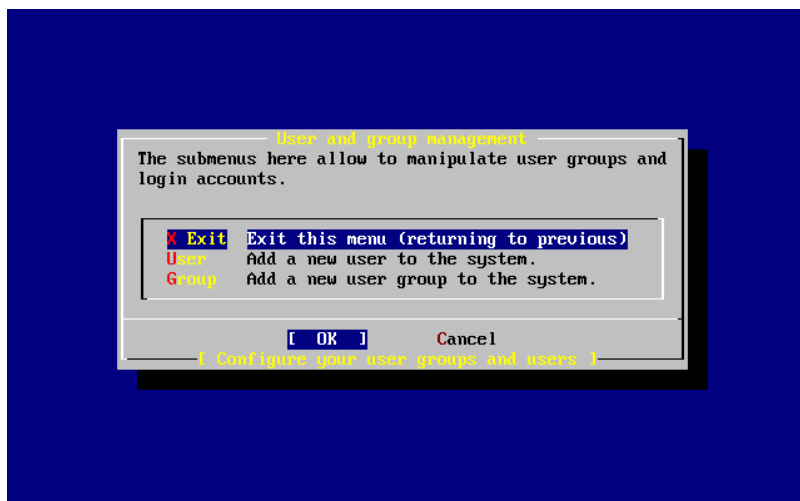 User and group management
The submenus here allow to manipulate user groups and
login accounts.
X Exit Exit this menu (returning to previous)
User Add a new user to the system.
Group Add a new user group to the system.
[ OK ] Cancel
[ Configure your user groups and users ]